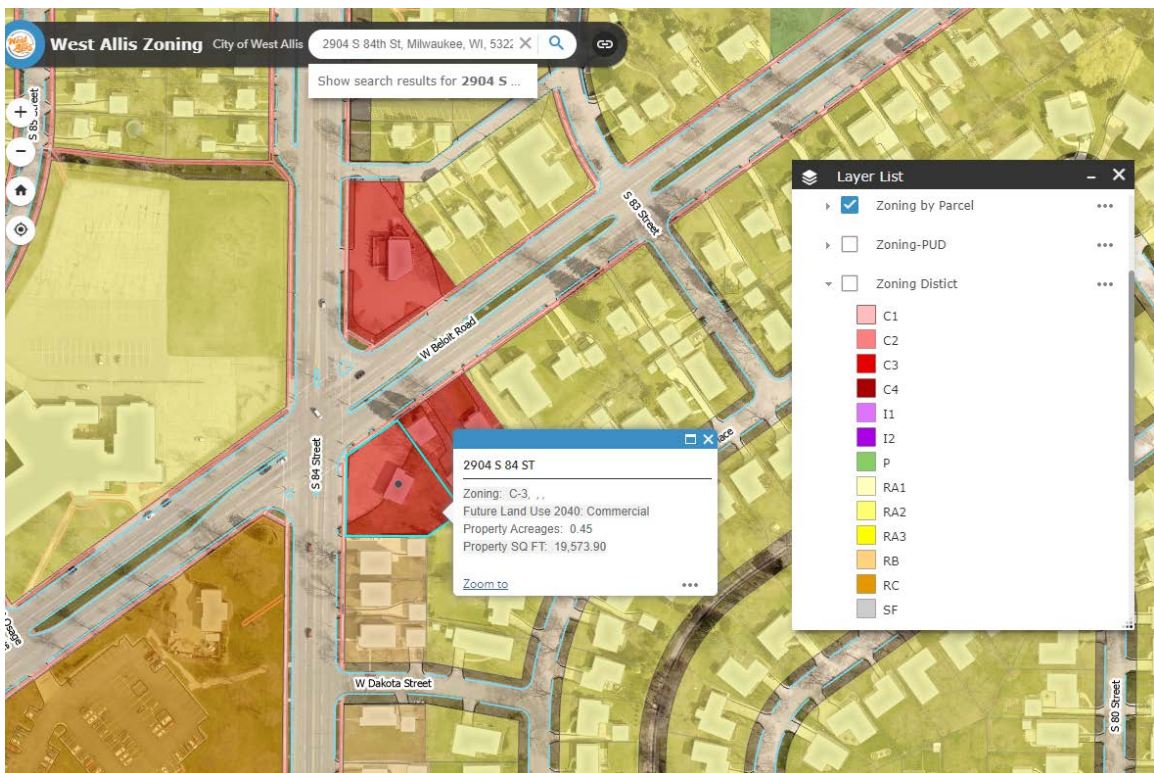 West Allis Zoning City of West Allis 2904 S 84th St, Milwaukee, WI, 5322
Show search results for 2904 S ...
S 85 Street
S 83 Street
W Beloit Road
S 84 Street
W Dakota Street
S 80 Street
2904 S 84 ST
Zoning: C-3, , ,
Future Land Use 2040: Commercial
Property Acreages: 0.45
Property SQ FT: 19,573.90
Zoom to
Layer List
Zoning by Parcel
Zoning-PUD
Zoning Distict
C1
C2
C3
C4
I1
I2
P
RA1
RA2
RA3
RB
RC
SF